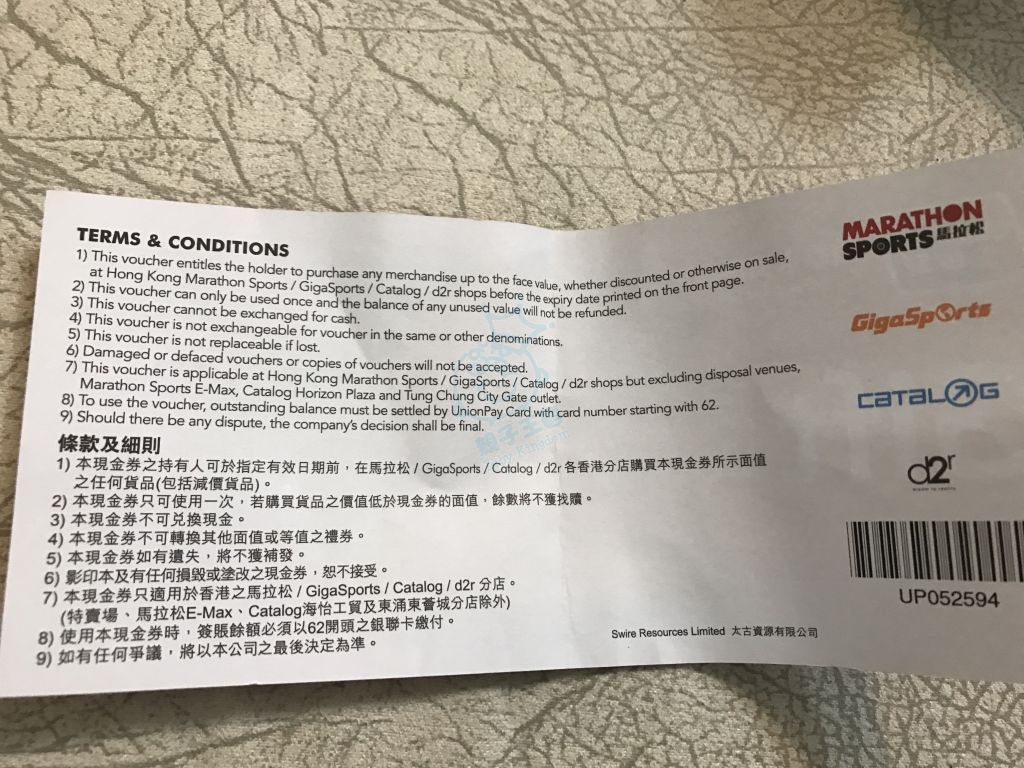 TERMS & CONDITIONS
1) This voucher entitles the holder to purchase any merchandise up to the face value, whether discounted or otherwise on sale,
at Hong Kong Marathon Sports / GigaSports / Catalog / d2r shops before the expiry date printed on the front page.
2) This voucher can only be used once and the balance of any unused value will not be refunded.
3) This voucher cannot be exchanged for cash.
4) This voucher is not exchangeable for voucher in the same or other denominations.
5) This voucher is not replaceable if lost.
6) Damaged or defaced vouchers or copies of vouchers will not be accepted.
7) This voucher is applicable at Hong Kong Marathon Sports / GigaSports / Catalog / d2r shops but excluding disposal venues,
Marathon Sports E-Max, Catalog Horizon Plaza and Tung Chung City Gate outlet.
8) To use the voucher, outstanding balance must be settled by UnionPay Card with card number starting with 62.
9) Should there be any dispute, the company's decision shall be final.
條款及細則
1) 本現金券之持有人可於指定有效日期前，在馬拉松 / GigaSports / Catalog / d2r 各香港分店購買本現金券所示面值
之任何貨品(包括減價貨品)。
2) 本現金券只可使用一次，若購買貨品之價值低於現金券的面值，餘數將不獲找贖。
3) 本現金券不可兌換現金。
4) 本現金券不可轉換其他面值或等值之禮券。
5) 本現金券如有遺失，將不獲補發。
6) 影印本及有任何損毀或塗改之現金券，恕不接受。
7) 本現金券只適用於香港之馬拉松 / GigaSports / Catalog / d2r 分店。
(特賣場、馬拉松E-Max、Catalog海怡工貿及東涌東薈城分店除外)
8) 使用本現金券時，簽賬餘額必須以62開頭之銀聯卡繳付。
9) 如有任何爭議，將以本公司之最後決定為準。
Swire Resources Limited 太古資源有限公司
MARATHON
SPORTS 馬拉松
GigaSports
CATALOG
d2r
UP052594
親子王國
Kingdom